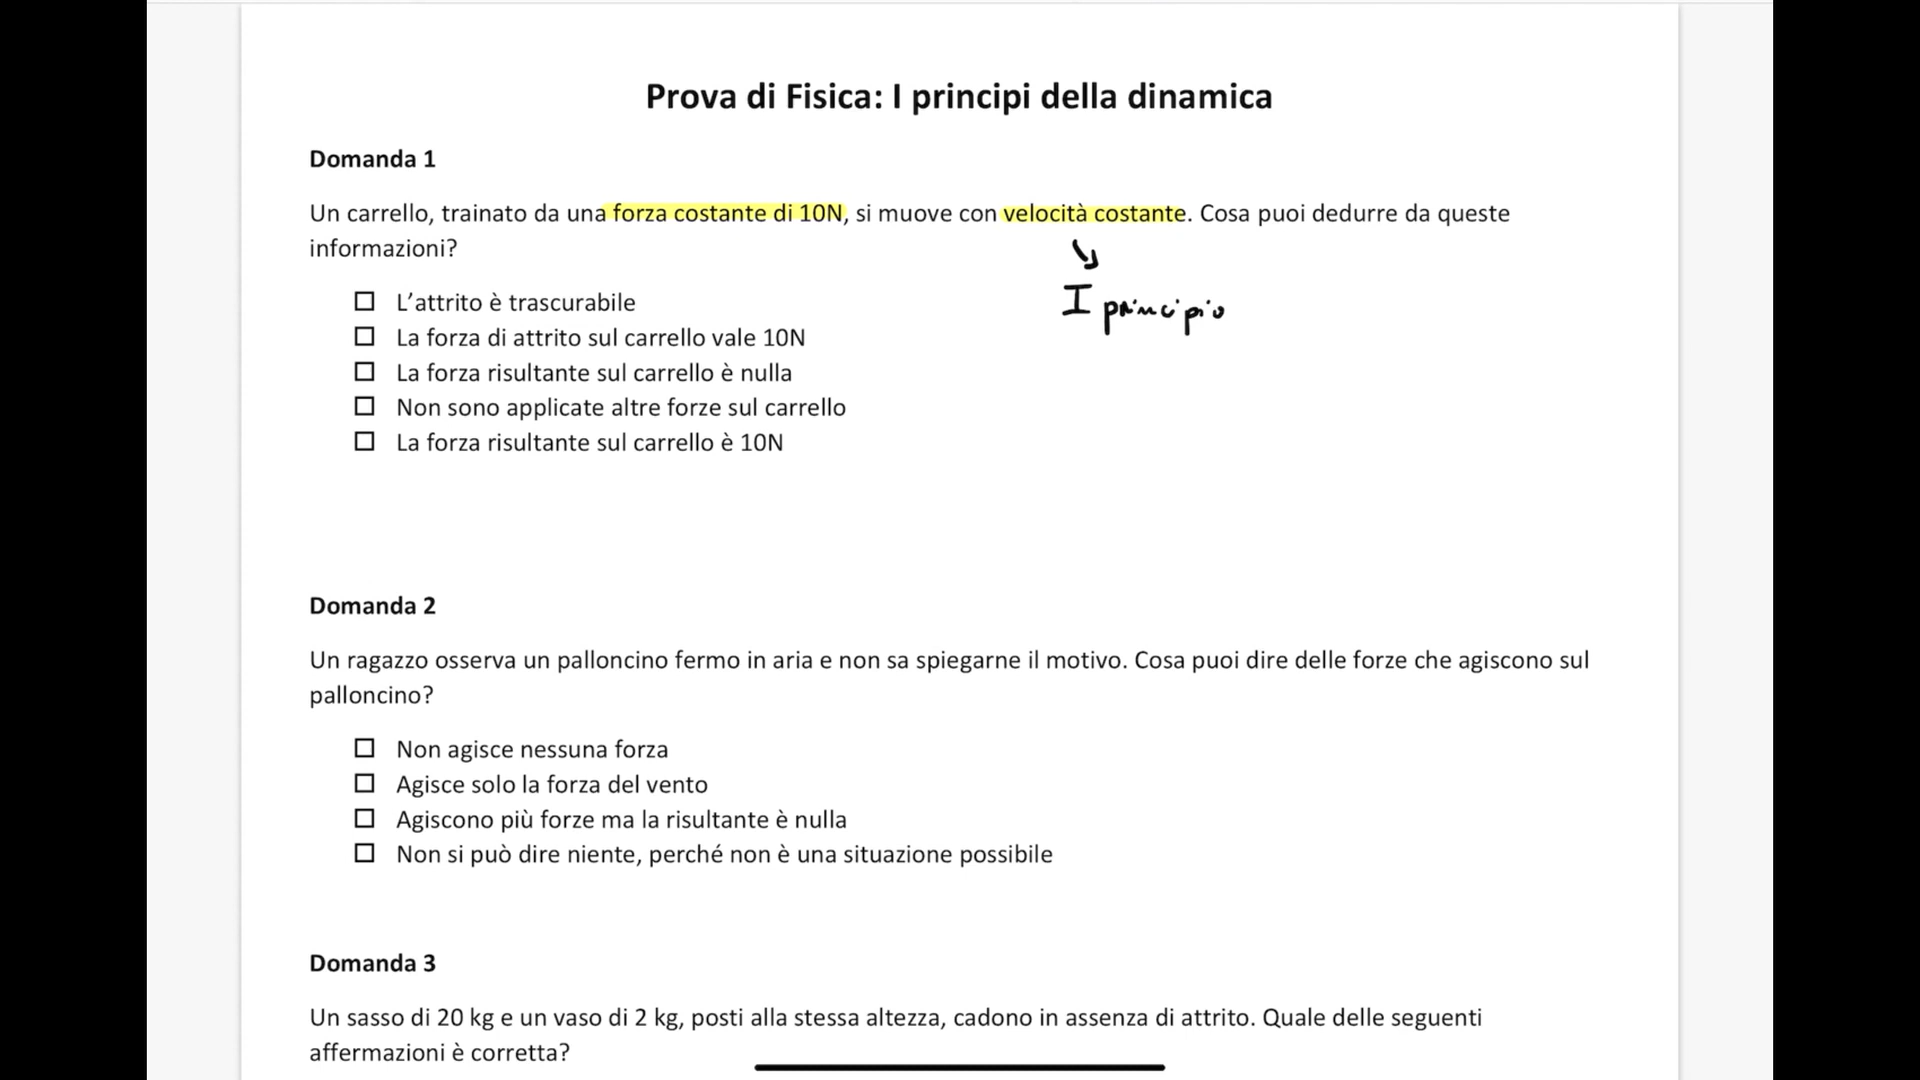 Prova di Fisica: I principi della dinamica
Domanda 1
Un carrello, trainato da una forza costante di 10N, si muove con velocità costante. Cosa puoi dedurre da queste
informazioni?
I principio
☐ L’attrito è trascurabile
☐ La forza di attrito sul carrello vale 10N
☐ La forza risultante sul carrello è nulla
☐ Non sono applicate altre forze sul carrello
☐ La forza risultante sul carrello è 10N
Domanda 2
Un ragazzo osserva un palloncino fermo in aria e non sa spiegarne il motivo. Cosa puoi dire delle forze che agiscono sul
palloncino?
☐ Non agisce nessuna forza
☐ Agisce solo la forza del vento
☐ Agiscono più forze ma la risultante è nulla
☐ Non si può dire niente, perché non è una situazione possibile
Domanda 3
Un sasso di 20 kg e un vaso di 2 kg, posti alla stessa altezza, cadono in assenza di attrito. Quale delle seguenti
affermazioni è corretta?